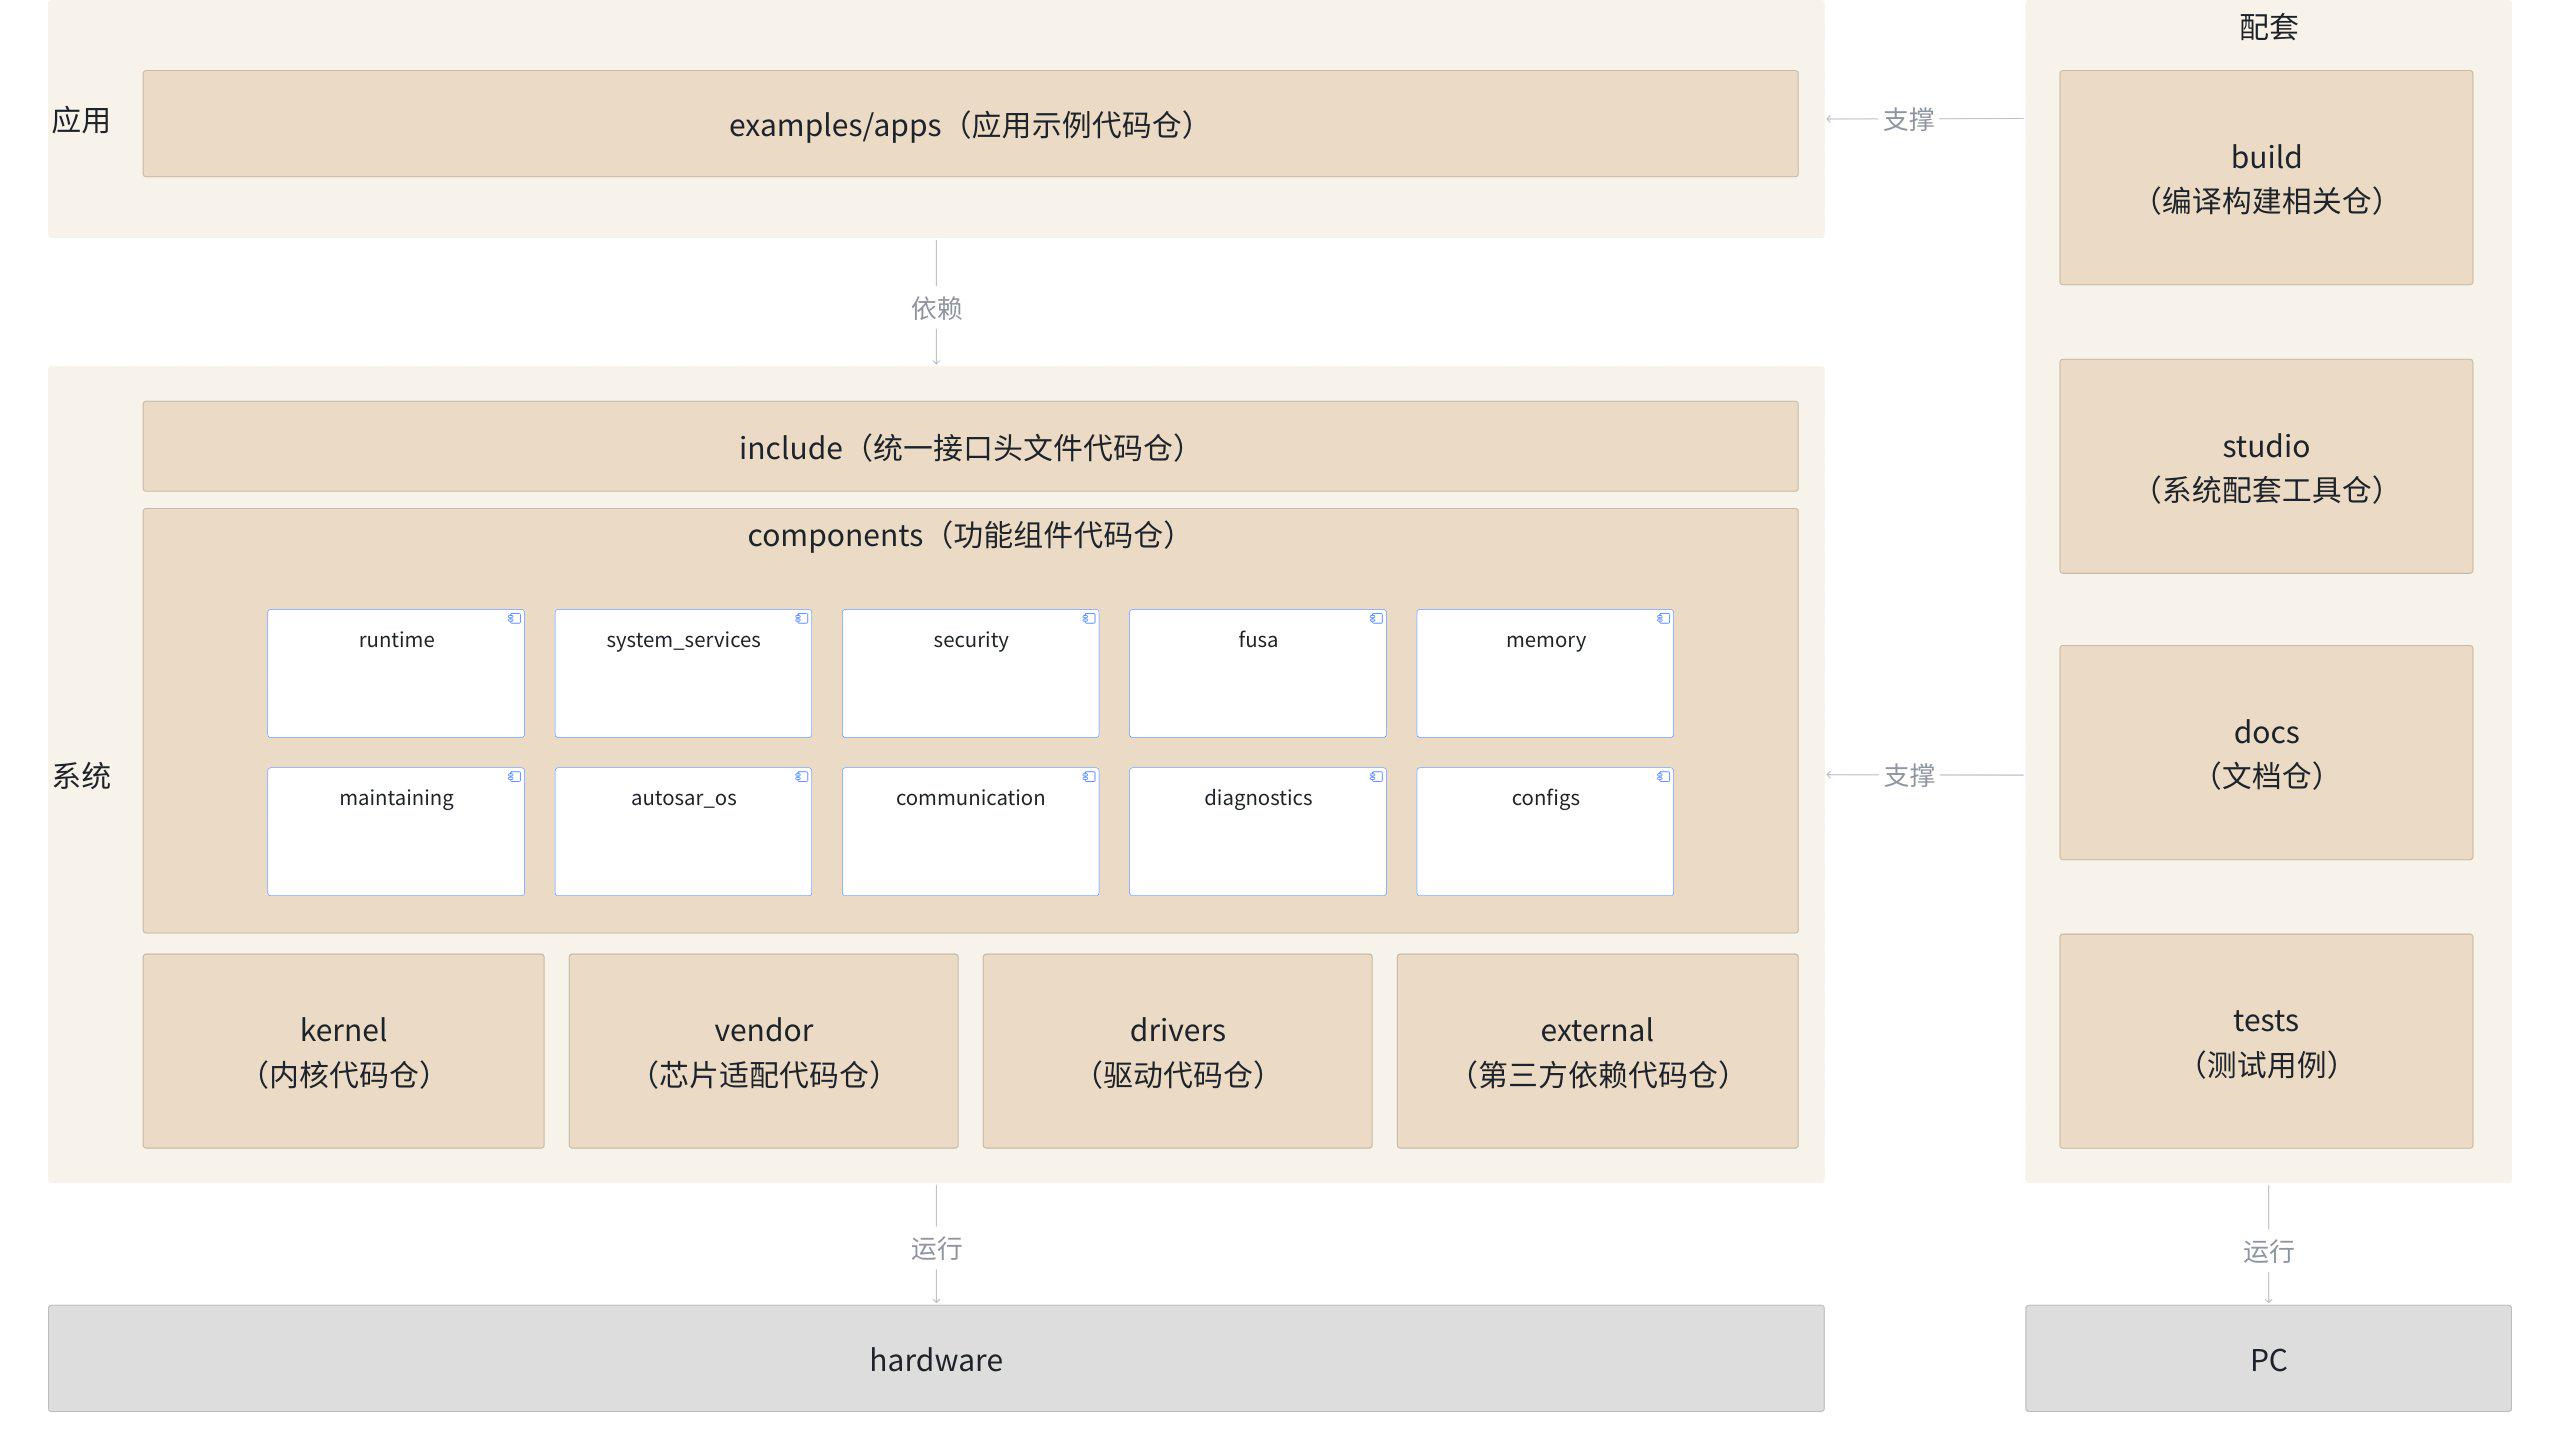 配套
应用
examples/apps（应用示例代码仓）
支撑
build
（编译构建相关仓）
依赖
include（统一接口头文件代码仓）
studio
（系统配套工具仓）
components（功能组件代码仓）
runtime
system_services
security
fusa
memory
系统
maintaining
autosar_os
communication
diagnostics
configs
支撑
docs
（文档仓）
kernel
（内核代码仓）
vendor
（芯片适配代码仓）
drivers
（驱动代码仓）
external
（第三方依赖代码仓）
tests
（测试用例）
运行
运行
hardware
PC